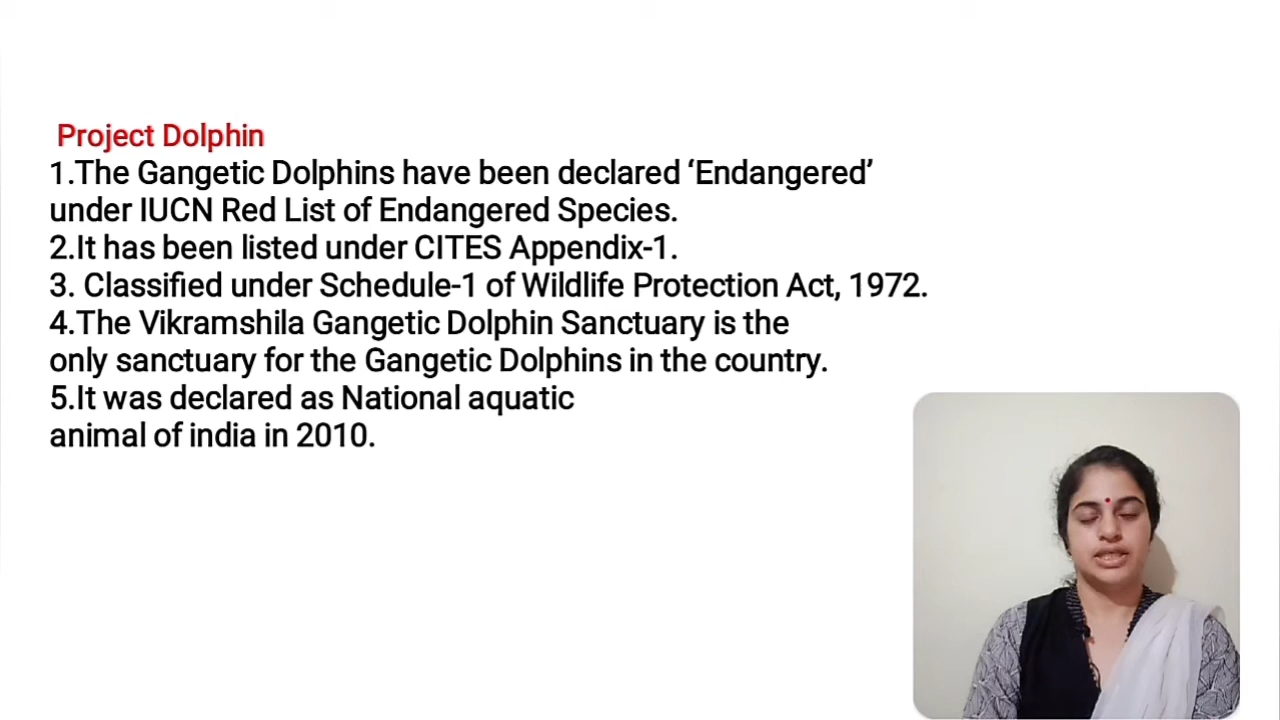 Project Dolphin
1.The Gangetic Dolphins have been declared ‘Endangered’
under IUCN Red List of Endangered Species.
2.It has been listed under CITES Appendix-1.
3. Classified under Schedule-1 of Wildlife Protection Act, 1972.
4.The Vikramshila Gangetic Dolphin Sanctuary is the
only sanctuary for the Gangetic Dolphins in the country.
5.It was declared as National aquatic
animal of india in 2010.